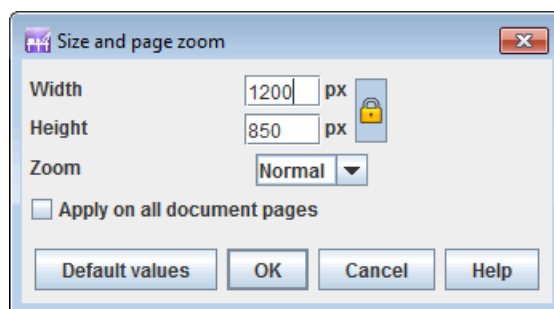 Size and page zoom
Width 1200 px
Height 850 px
Zoom Normal
Apply on all document pages
Default values OK Cancel Help